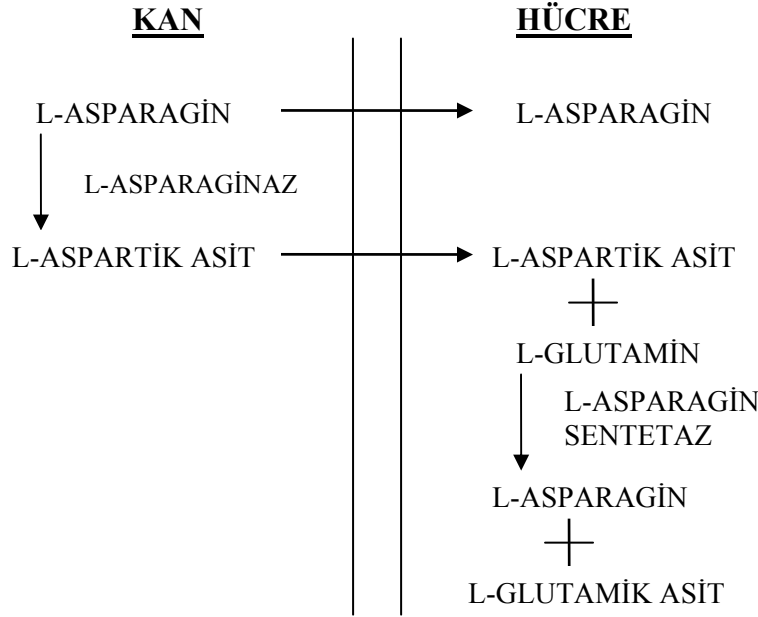 KAN HÜCRE
L-ASPARAGİN L-ASPARAGİN
L-ASPARAGİNAZ
L-ASPARTİK ASİT L-ASPARTİK ASİT
L-GLUTAMİN
L-ASPARAGİN
SENTETAZ
L-ASPARAGİN
L-GLUTAMİK ASİT